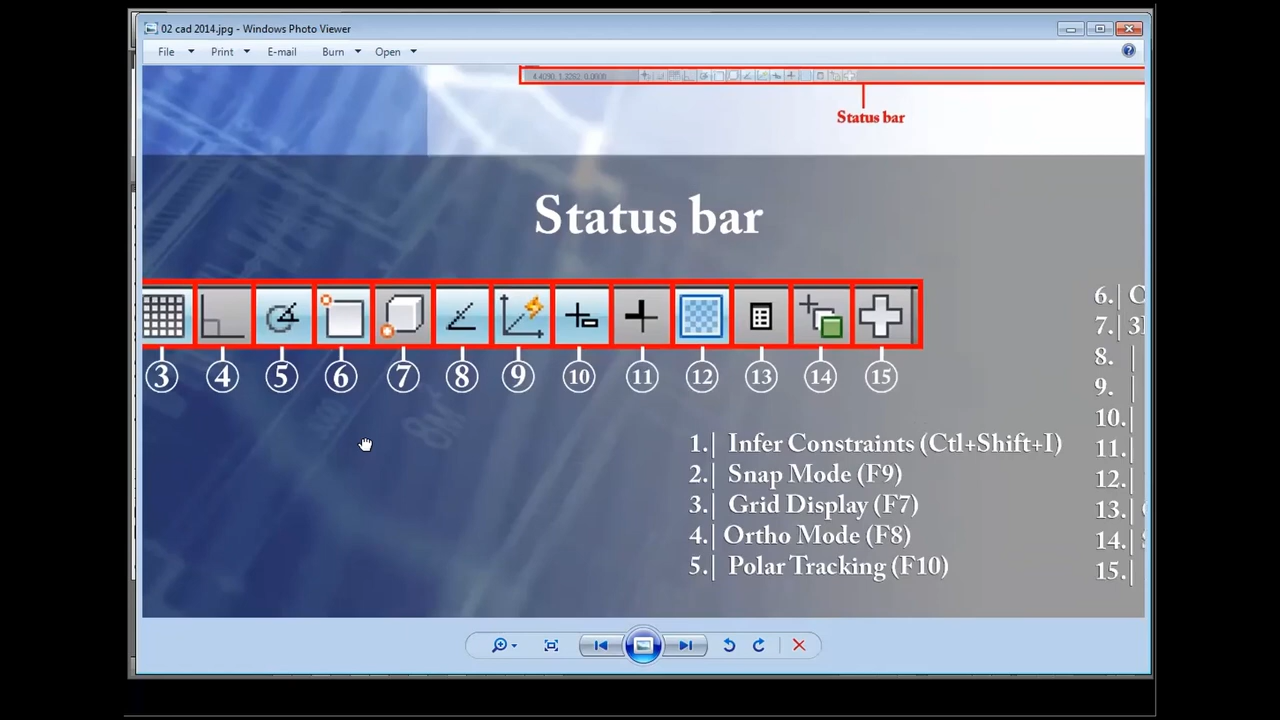 02 cad 2014.jpg - Windows Photo Viewer
File Print E-mail Burn Open
Status bar
Status bar
3 4 5 6 7 8 9 10 11 12 13 14 15
1.| Infer Constraints (Ctl+Shift+I)
2.| Snap Mode (F9)
3.| Grid Display (F7)
4.| Ortho Mode (F8)
5.| Polar Tracking (F10)
6.| C
7.| 3
8. |
9. |
10. |
11. |
12. |
13. |
14. |
15. |